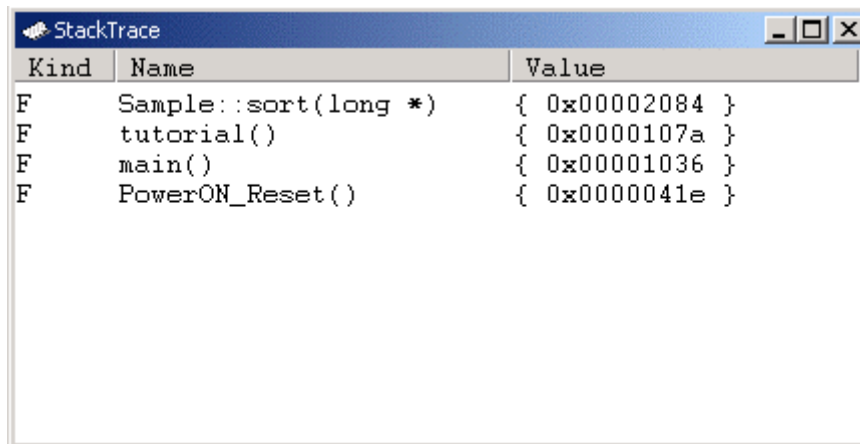 StackTrace
Kind Name Value
F Sample::sort(long *) { 0x00002084 }
F tutorial() { 0x0000107a }
F main() { 0x00001036 }
F PowerON_Reset() { 0x0000041e }